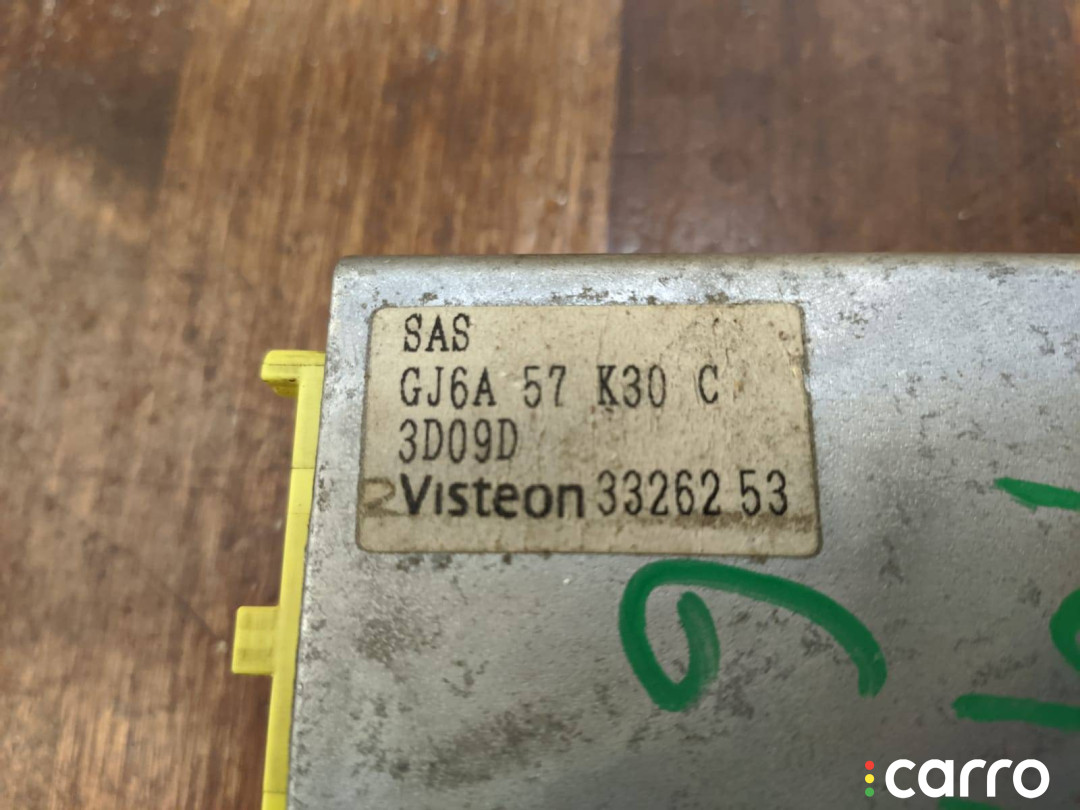 SAS
GJ6A 57 K30 C
3D09D
Visteon 33262 53
carro